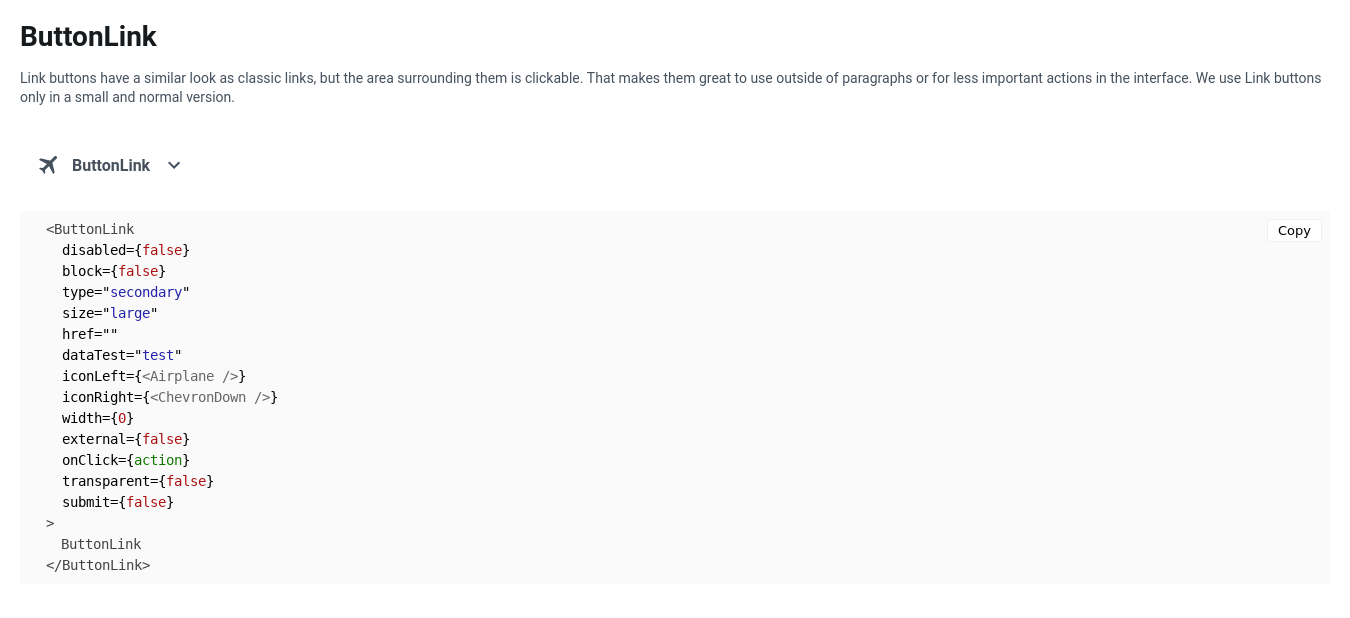 ButtonLink
Link buttons have a similar look as classic links, but the area surrounding them is clickable. That makes them great to use outside of paragraphs or for less important actions in the interface. We use Link buttons
only in a small and normal version.
ButtonLink
Copy
<ButtonLink
  disabled={false}
  block={false}
  type="secondary"
  size="large"
  href=""
  dataTest="test"
  iconLeft={<Airplane />}
  iconRight={<ChevronDown />}
  width={0}
  external={false}
  onClick={action}
  transparent={false}
  submit={false}
>
  ButtonLink
</ButtonLink>